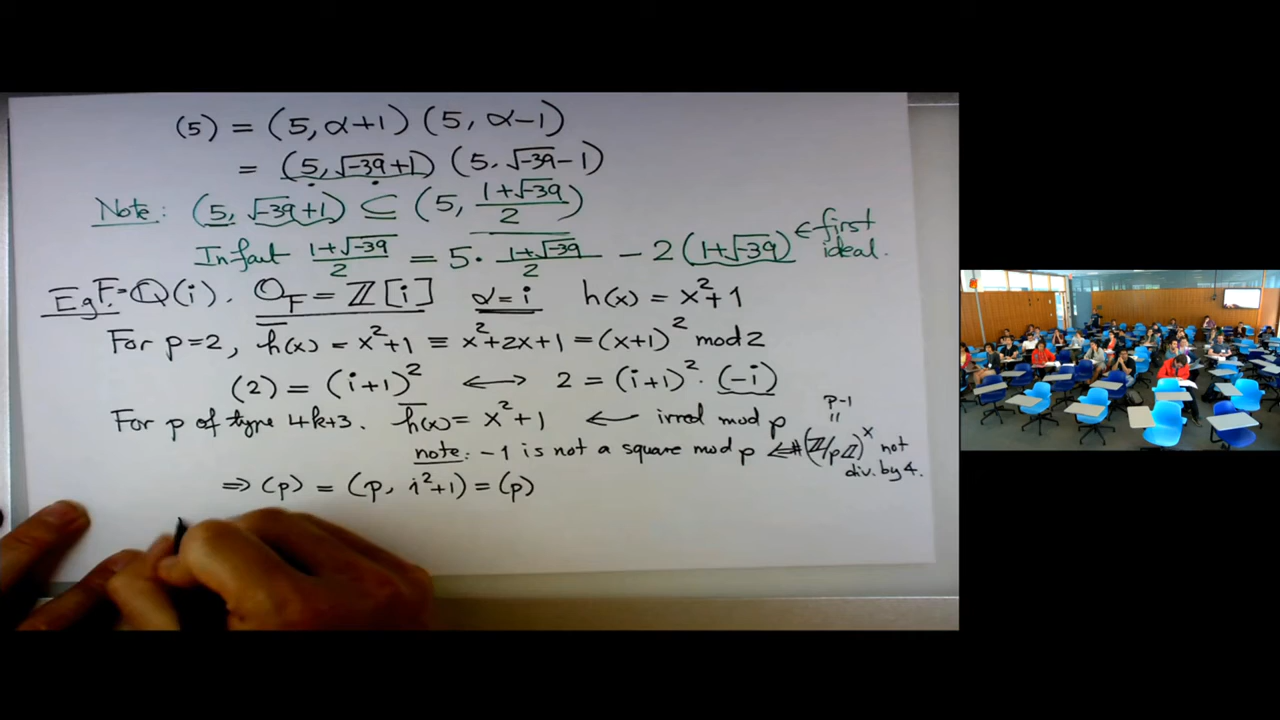 (5) = (5, α+1) (5, α-1)
= (5, √-39+1) (5, √-39-1)
Note: (5, √-39+1) ⊆ (5, (1+√-39)/2)
Infact (1+√-39)/2 = 5 · (1+√-39)/2 - 2(1+√-39) ← first ideal.
Eg. F=ℚ(i). O_F = ℤ[i] α=i h(x) = x²+1
For p=2, h̄(x) = x²+1 ≡ x²+2x+1 = (x+1)² mod 2
(2) = (i+1)² ⟷ 2 = (i+1)² · (-i)
For p of type 4k+3. h̄(x) = x²+1 ← irred mod p
note: -1 is not a square mod p ⇐ #(ℤ/pℤ)^× = p-1 not div. by 4.
⇒ (p) = (p, i²+1) = (p)